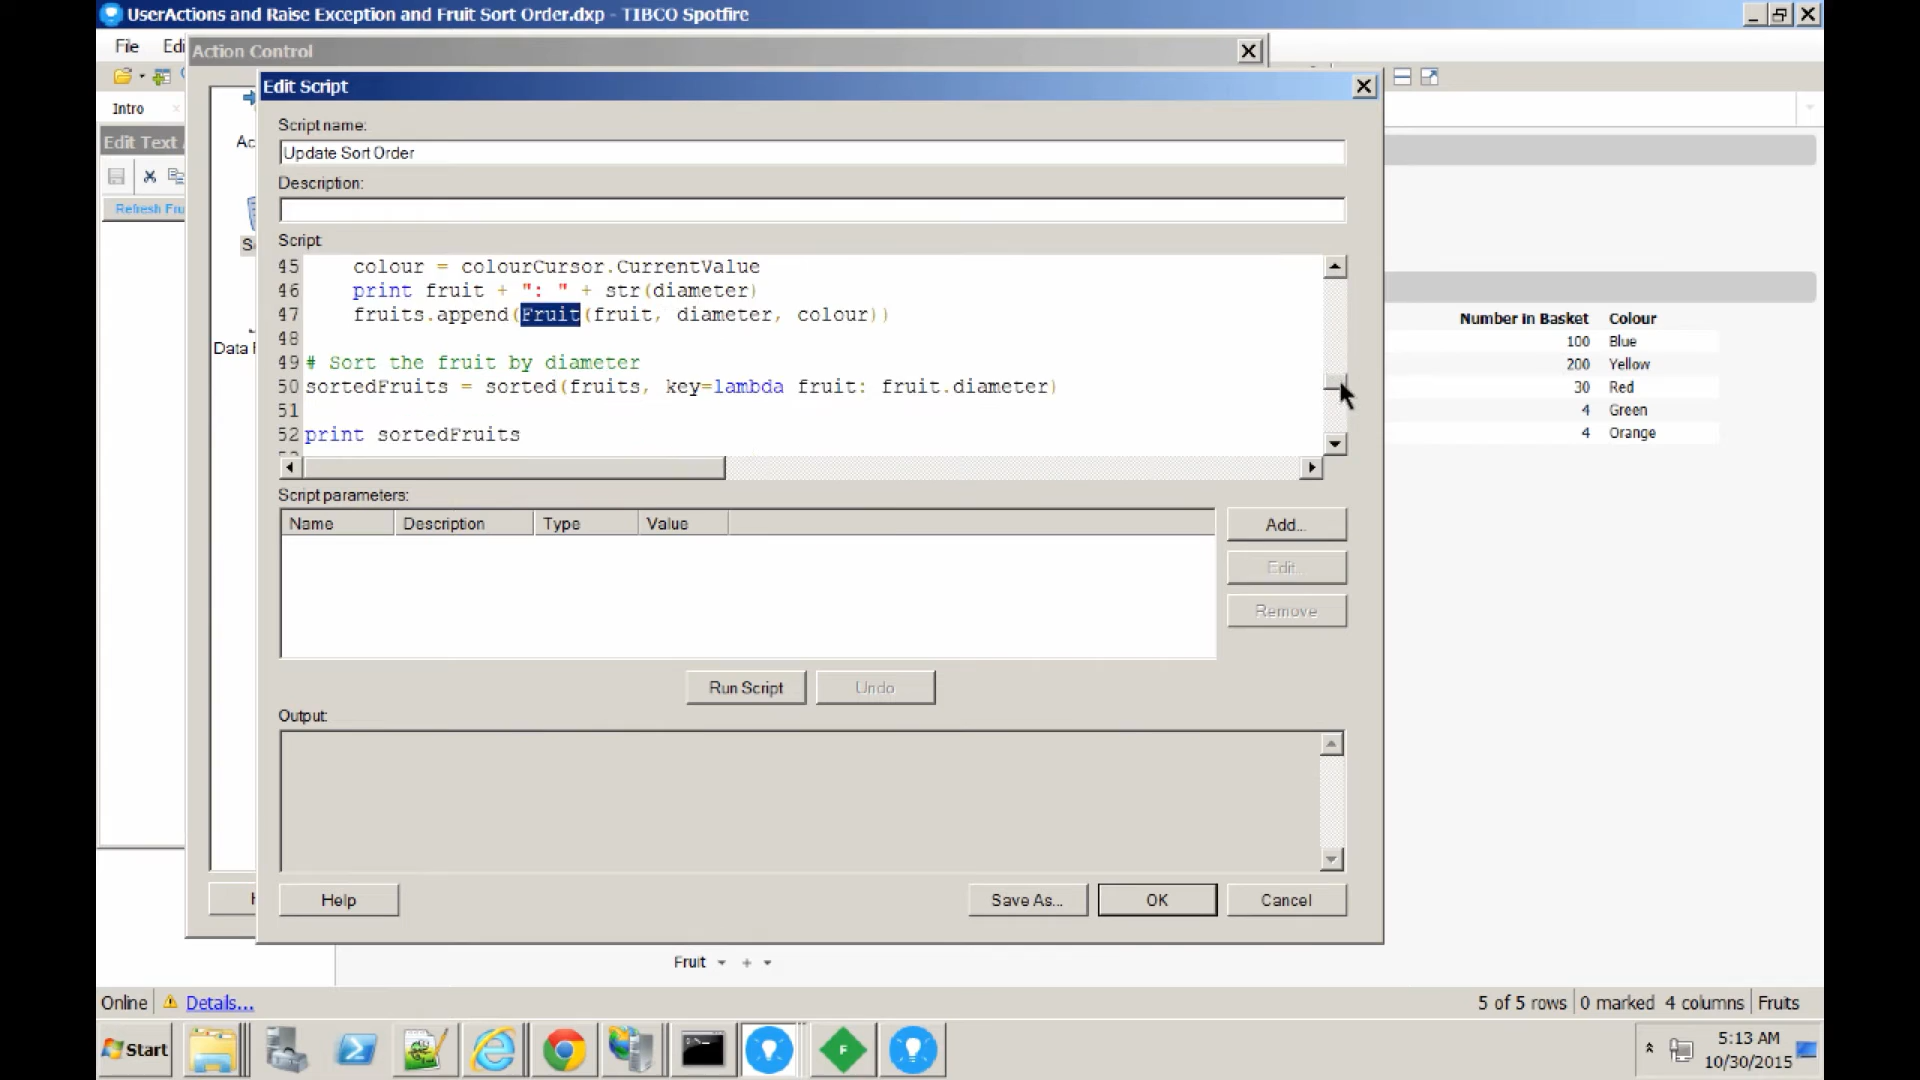 UserActions and Raise Exception and Fruit Sort Order.dxp - TIBCO Spotfire
File
Action Control
Edit Script
Intro
Edit Text
Script name:
Update Sort Order
Description:
Refresh
Script:
45 colour = colourCursor.CurrentValue
46 print fruit + ": " + str(diameter)
47 fruits.append(Fruit(fruit, diameter, colour))
48
49 # Sort the fruit by diameter
50 sortedFruits = sorted(fruits, key=lambda fruit: fruit.diameter)
51
52 print sortedFruits
Data
Number in Basket Colour
100 Blue
200 Yellow
30 Red
4 Green
4 Orange
Script parameters:
Name Description Type Value
Add...
Edit...
Remove
Run Script Undo
Output:
Help Save As... OK Cancel
Fruit
Online Details... 5 of 5 rows 0 marked 4 columns Fruits
Start
F
5:13 AM
10/30/2015